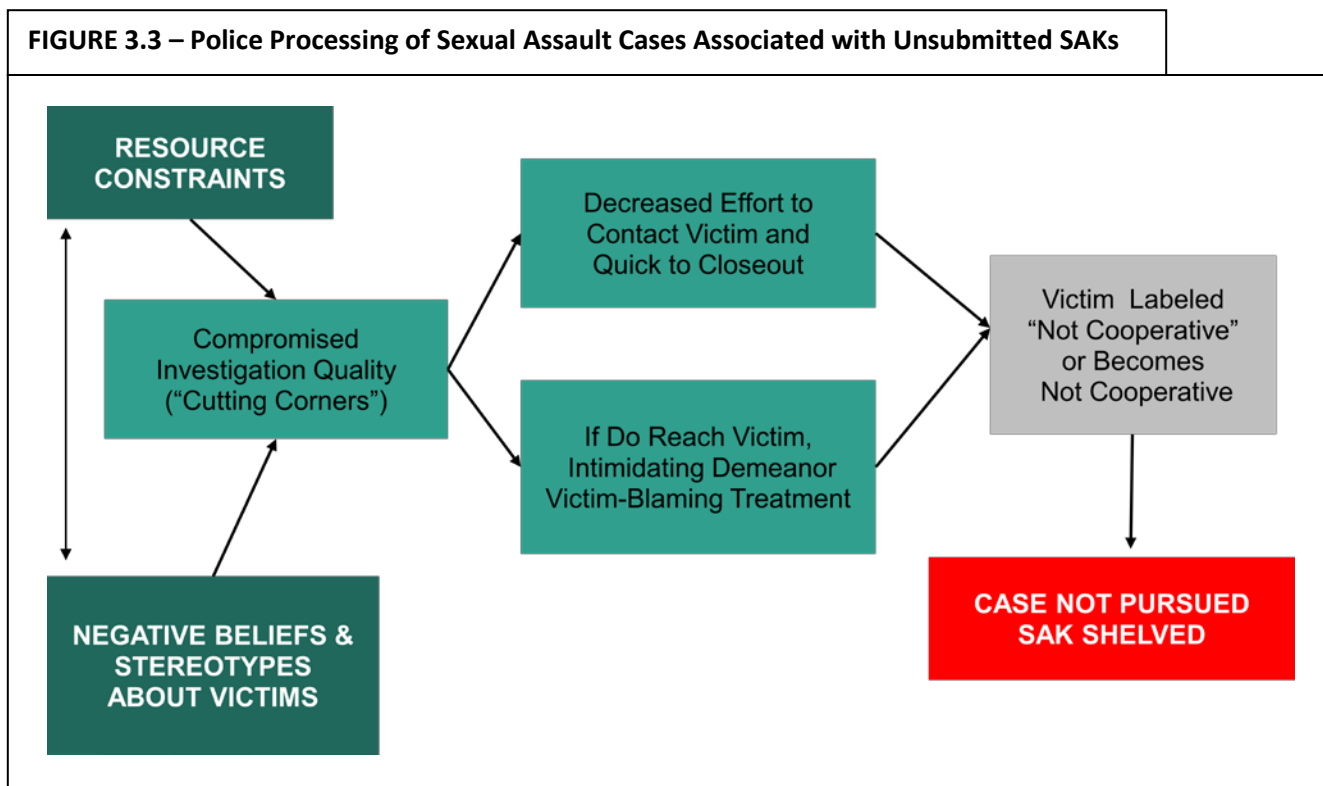 FIGURE 3.3 – Police Processing of Sexual Assault Cases Associated with Unsubmitted SAKs
RESOURCE
CONSTRAINTS
NEGATIVE BELIEFS &
STEREOTYPES
ABOUT VICTIMS
Compromised
Investigation Quality
(“Cutting Corners”)
Decreased Effort to
Contact Victim and
Quick to Closeout
If Do Reach Victim,
Intimidating Demeanor
Victim-Blaming Treatment
Victim Labeled
“Not Cooperative”
or Becomes
Not Cooperative
CASE NOT PURSUED
SAK SHELVED